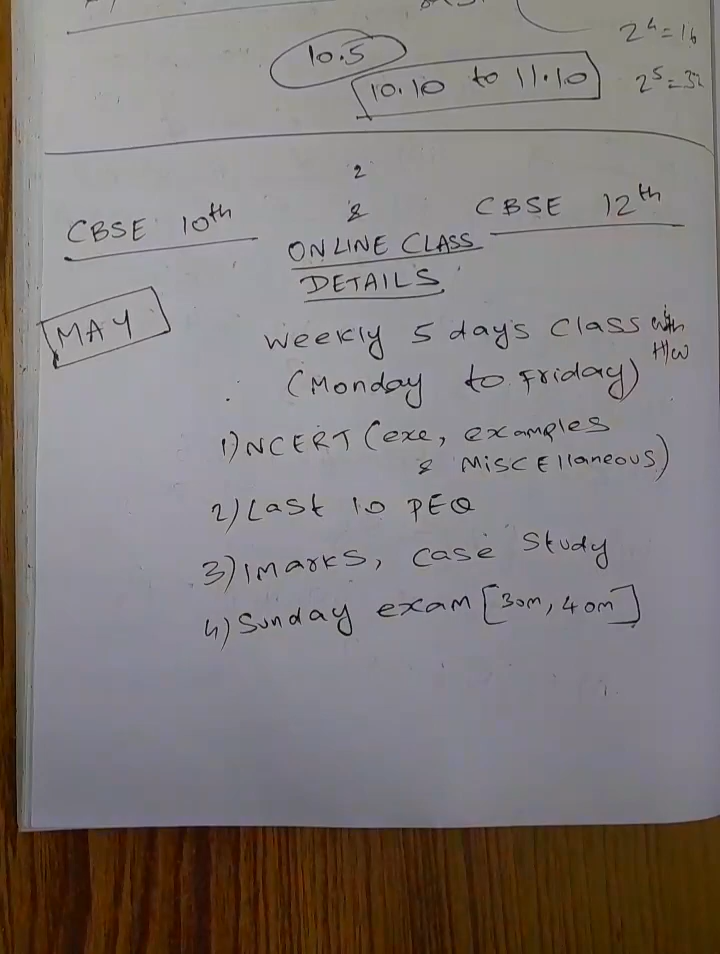 2⁴=16
10.5
10.10 to 11.10
2⁵=32
2
CBSE 10th & CBSE 12th
ONLINE CLASS
DETAILS
MAY
Weekly 5 days Class with H/W
(Monday to Friday)
1) NCERT (exe, examples
& MiSCEllaneous)
2) Last 10 PEQ
3) 1marks, case study
4) Sunday exam [30m, 40m]